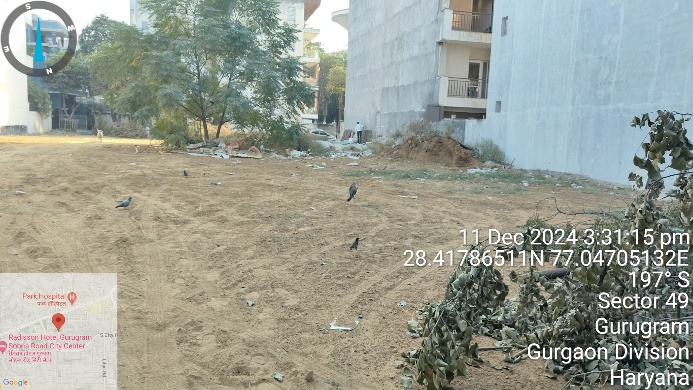 11 Dec 2024 3:31:15 pm
28.41786511N 77.04705132E
197° S
Sector 49
Gurugram
Gurgaon Division
Haryana
Park Hospital
पार्क हॉस्पिटल
Radisson Hotel Gurugram
Sohna Road City Center
Google